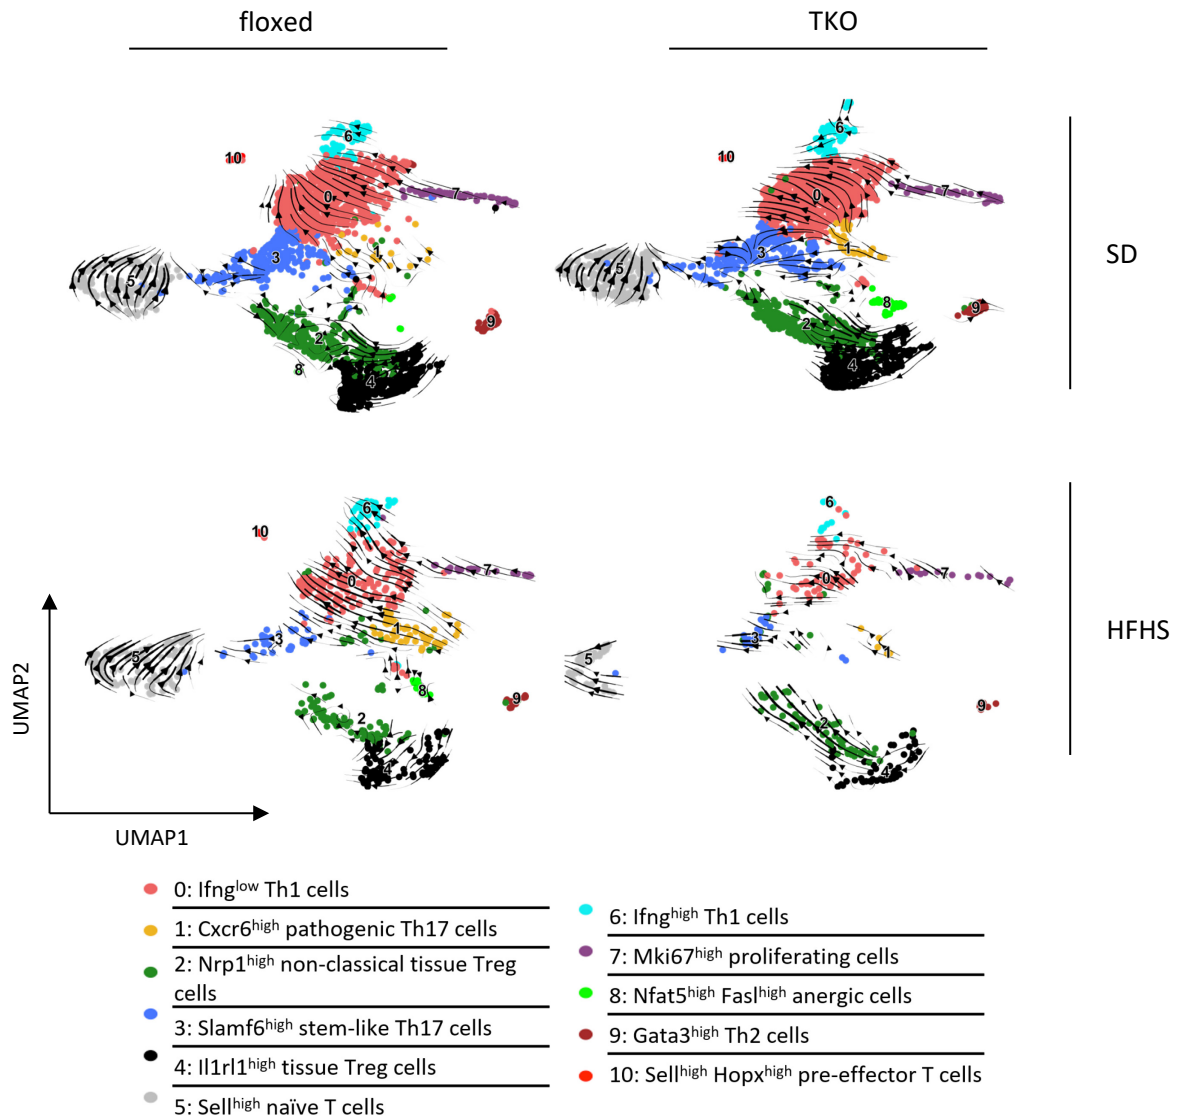 floxed
TKO
6
10
0
7
3
1
5
9
2
8
4
6
10
0
7
1
3
5
8
9
2
4
SD
6
10
0
7
1
3
5
8
9
2
4
6
0
7
3
1
5
9
2
4
HFHS
UMAP2
UMAP1
0: Ifnglow Th1 cells
1: Cxcr6high pathogenic Th17 cells
2: Nrp1high non-classical tissue Treg
cells
3: Slamf6high stem-like Th17 cells
4: Il1rl1high tissue Treg cells
5: Sellhigh naïve T cells
6: Ifnghigh Th1 cells
7: Mki67high proliferating cells
8: Nfat5high Faslhigh anergic cells
9: Gata3high Th2 cells
10: Sellhigh Hopxhigh pre-effector T cells